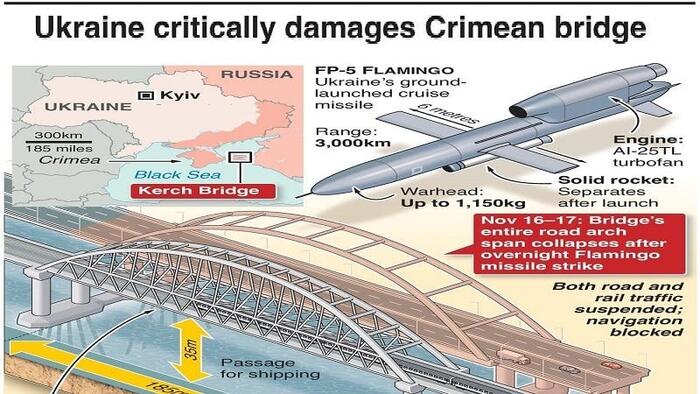 Ukraine critically damages Crimean bridge
RUSSIA
UKRAINE
Kyiv
300km
185 miles
Crimea
Black Sea
Kerch Bridge
FP-5 FLAMINGO
Ukraine's ground-
launched cruise
missile
Range:
3,000km
6 metres
Engine:
AI-25TL
turbofan
Solid rocket:
Separates
after launch
Warhead:
Up to 1,150kg
Nov 16–17: Bridge's
entire road arch
span collapses after
overnight Flamingo
missile strike
Both road and
rail traffic
suspended;
navigation
blocked
35m
Passage
for shipping
185m